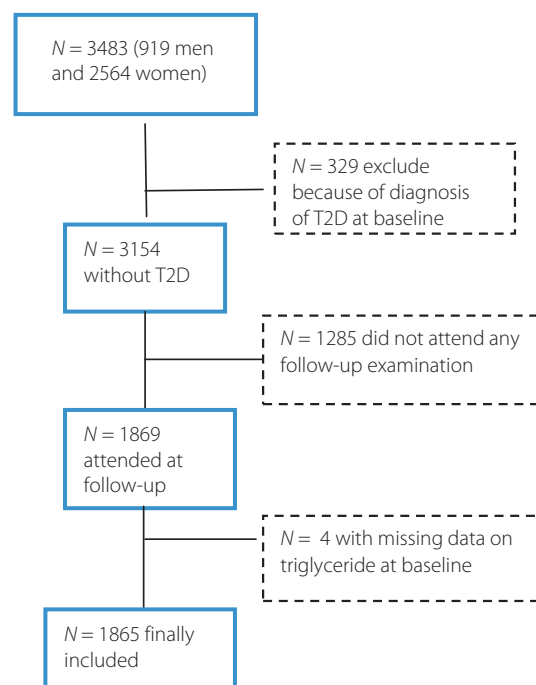 N = 3483 (919 men
and 2564 women)
N = 329 exclude
because of diagnosis
of T2D at baseline
N = 3154
without T2D
N = 1285 did not attend any
follow-up examination
N = 1869
attended at
follow-up
N = 4 with missing data on
triglyceride at baseline
N = 1865 finally
included